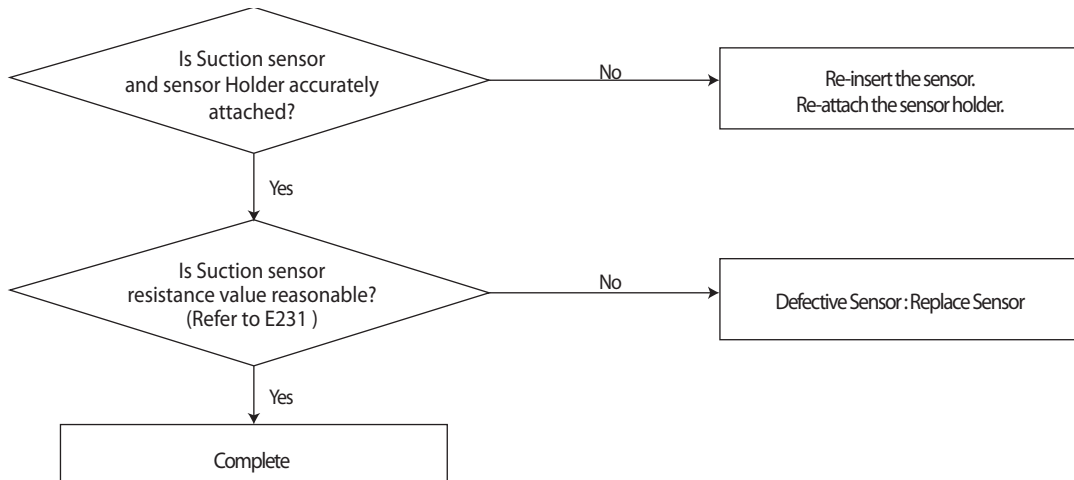 Is Suction sensor
and sensor Holder accurately
attached?
No
Re-insert the sensor.
Re-attach the sensor holder.
Yes
Is Suction sensor
resistance value reasonable?
(Refer to E231 )
No
Defective Sensor : Replace Sensor
Yes
Complete